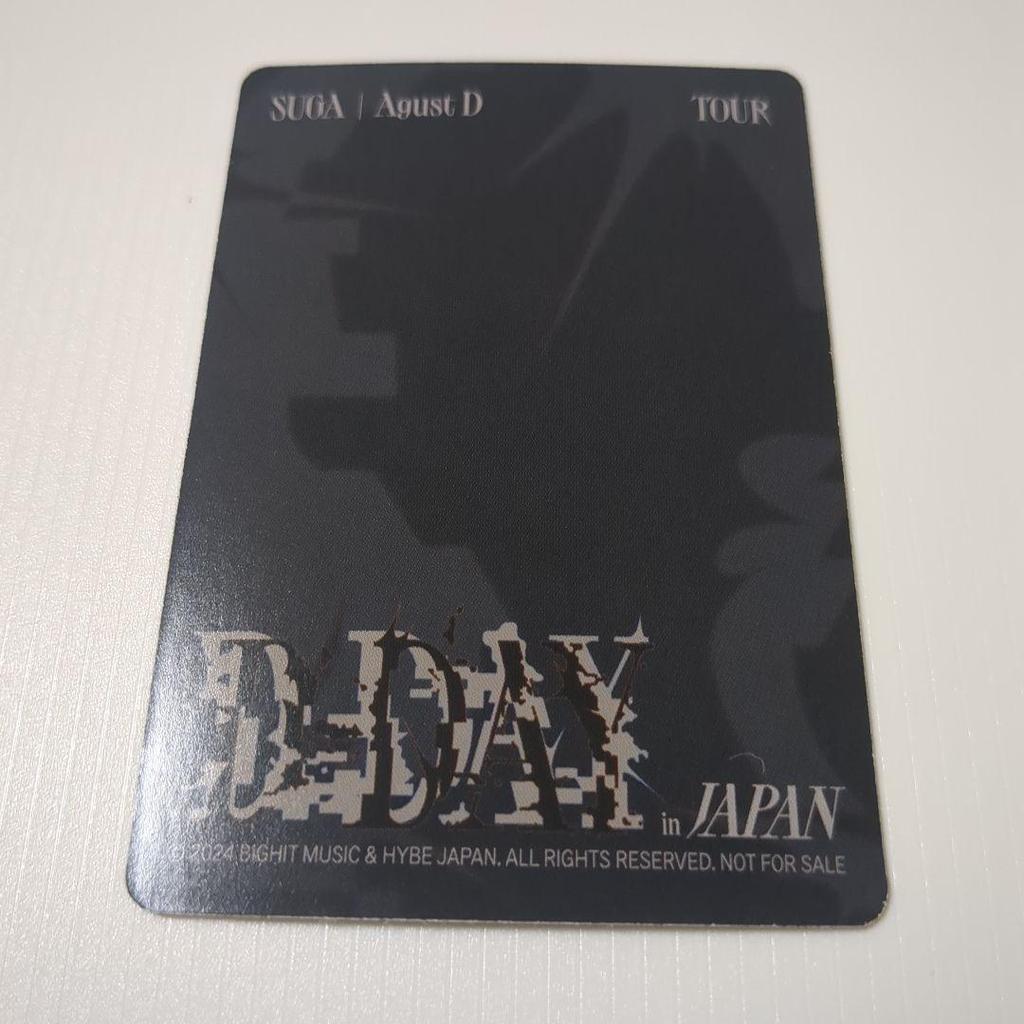 SUGA | Agust D
TOUR
D-DAY
in JAPAN
© 2024 BIGHIT MUSIC & HYBE JAPAN. ALL RIGHTS RESERVED. NOT FOR SALE